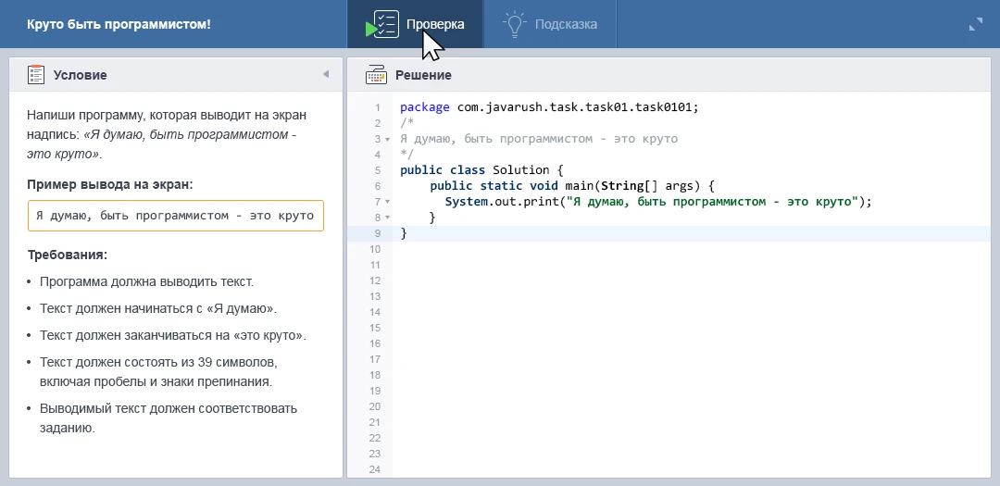 Круто быть программистом!
Проверка
Подсказка
Условие
Напиши программу, которая выводит на экран
надпись: «Я думаю, быть программистом -
это круто».
Пример вывода на экран:
Я думаю, быть программистом - это круто
Требования:
• Программа должна выводить текст.
• Текст должен начинаться с «Я думаю».
• Текст должен заканчиваться на «это круто».
• Текст должен состоять из 39 символов,
включая пробелы и знаки препинания.
• Выводимый текст должен соответствовать
заданию.
Решение
1 package com.javarush.task.task01.task0101;
2 /*
3 Я думаю, быть программистом - это круто
4 */
5 public class Solution {
6 public static void main(String[] args) {
7 System.out.print("Я думаю, быть программистом - это круто");
8 }
9 }
10
11
12
13
14
15
16
17
18
19
20
21
22
23
24